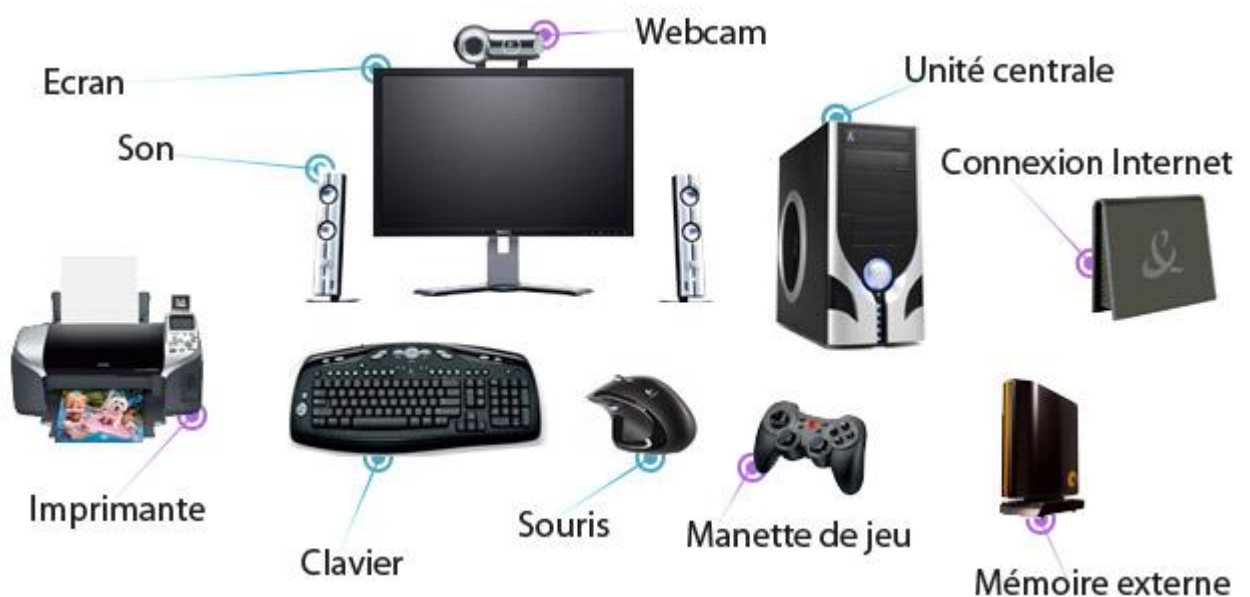 Webcam
Ecran
Unité centrale
Son
Connexion Internet
Imprimante
Souris
Manette de jeu
Clavier
Mémoire externe